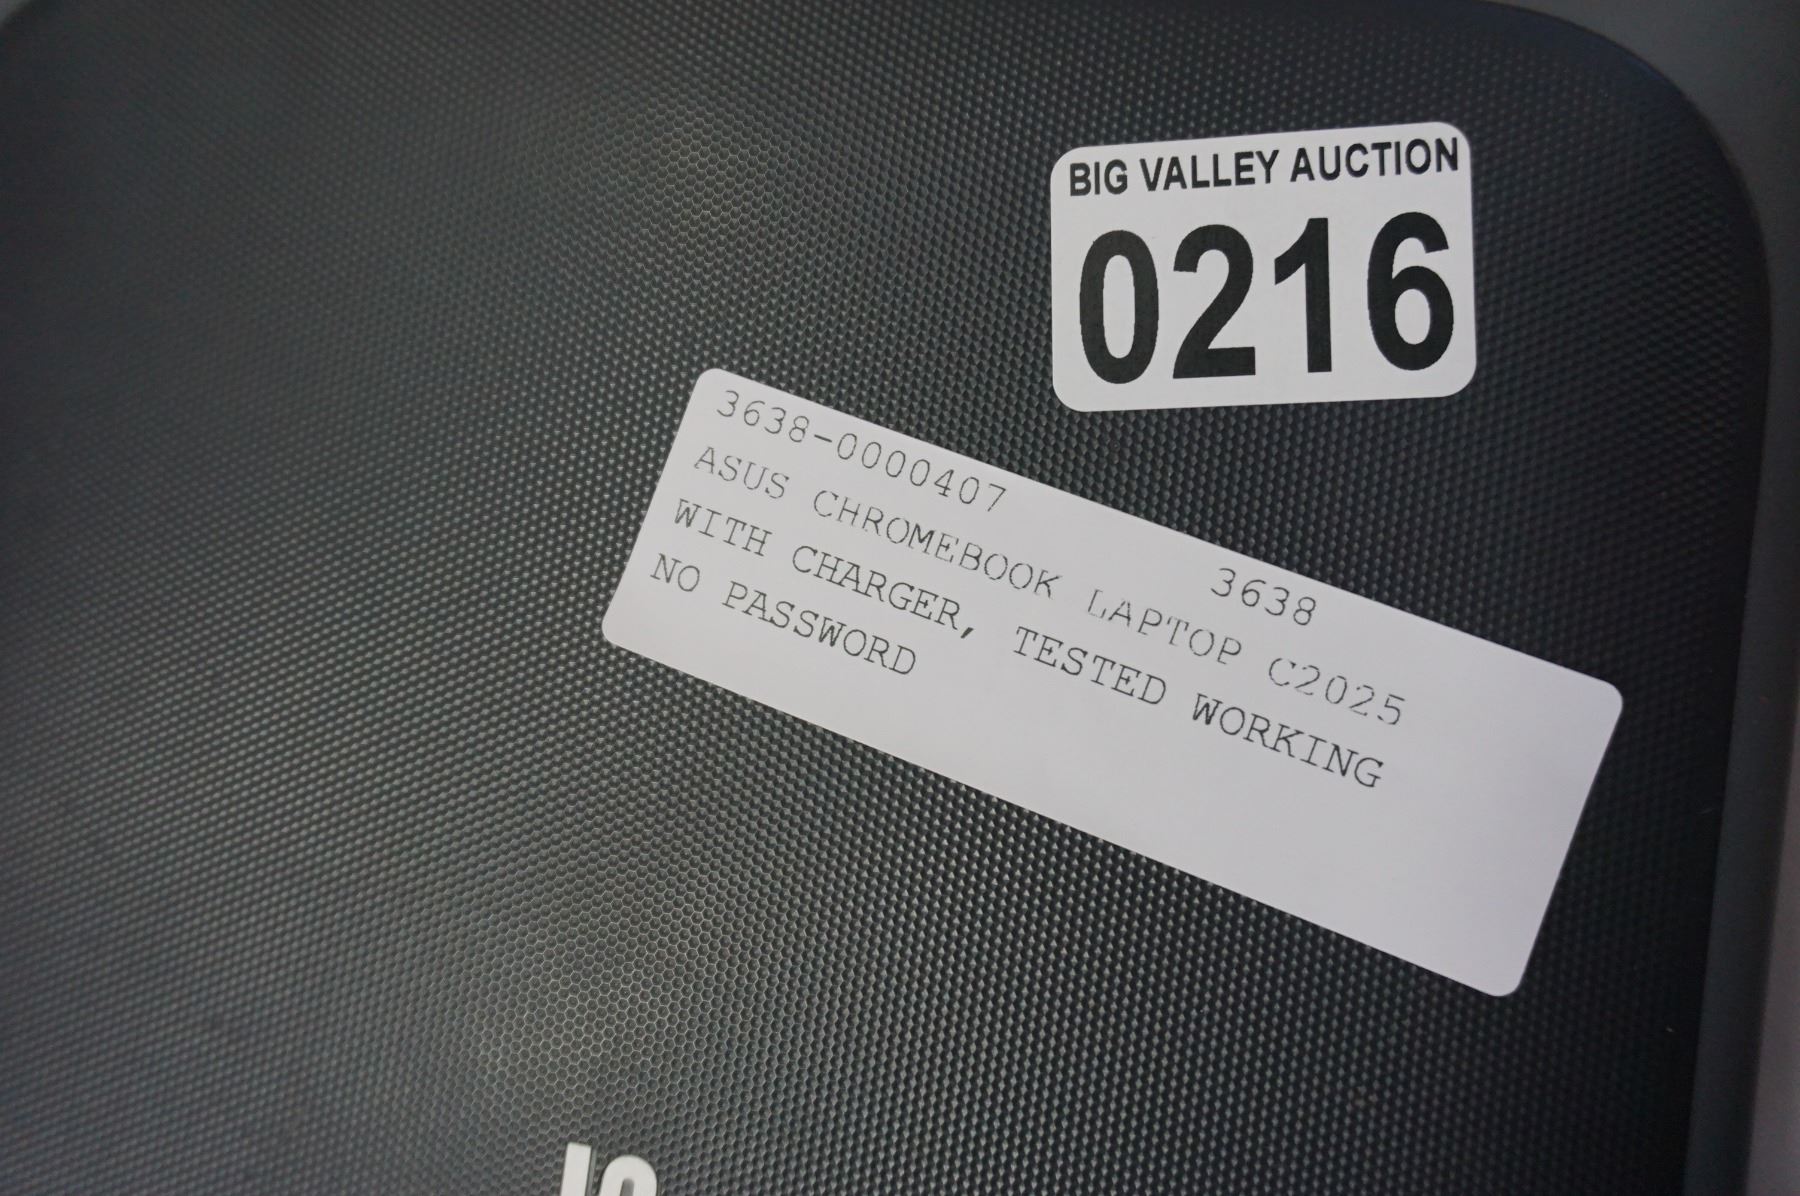 BIG VALLEY AUCTION
0216
3638-0000407 3638
ASUS CHROMEBOOK LAPTOP C2025
WITH CHARGER, TESTED WORKING
NO PASSWORD